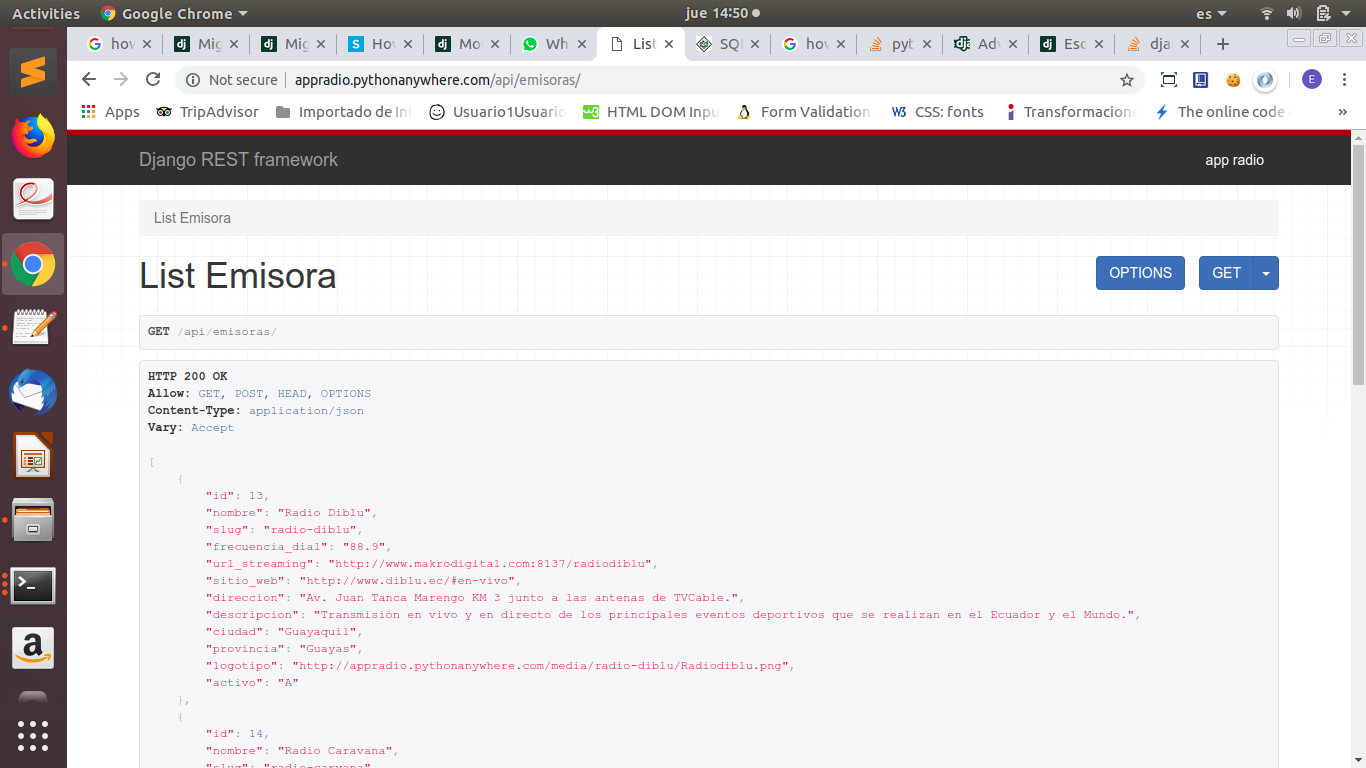 Activities Google Chrome jue 14:50 es
how Mig Mig How Mo Wh List SQL how pyt Adv Esc dja
Not secure appradio.pythonanywhere.com/api/emisoras/ E
Apps TripAdvisor Importado de In Usuario1Usuario HTML DOM Inpu Form Validation CSS: fonts Transformacion The online code »
Django REST framework app radio
List Emisora
List Emisora OPTIONS GET
GET /api/emisoras/
HTTP 200 OK
Allow: GET, POST, HEAD, OPTIONS
Content-Type: application/json
Vary: Accept
[
{
"id": 13,
"nombre": "Radio Diblu",
"slug": "radio-diblu",
"frecuencia_dial": "88.9",
"url_streaming": "http://www.makrodigital.com:8137/radiodiblu",
"sitio_web": "http://www.diblu.ec/#en-vivo",
"direccion": "Av. Juan Tanca Marengo KM 3 junto a las antenas de TVCable.",
"descripcion": "Transmisión en vivo y en directo de los principales eventos deportivos que se realizan en el Ecuador y el Mundo.",
"ciudad": "Guayaquil",
"provincia": "Guayas",
"logotipo": "http://appradio.pythonanywhere.com/media/radio-diblu/Radiodiblu.png",
"activo": "A"
},
{
"id": 14,
"nombre": "Radio Caravana",